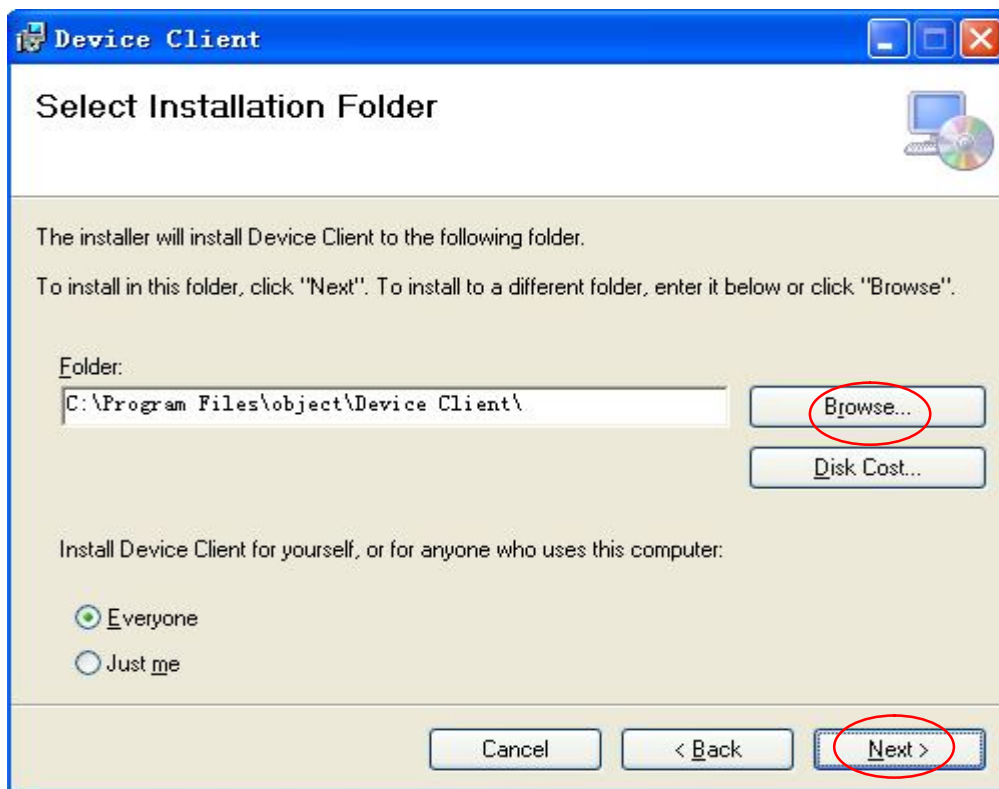 Device Client
Select Installation Folder
The installer will install Device Client to the following folder.
To install in this folder, click "Next". To install to a different folder, enter it below or click "Browse".
Folder:
C:\Program Files\object\Device Client\
Browse...
Disk Cost...
Install Device Client for yourself, or for anyone who uses this computer:
Everyone
Just me
Cancel
< Back
Next >